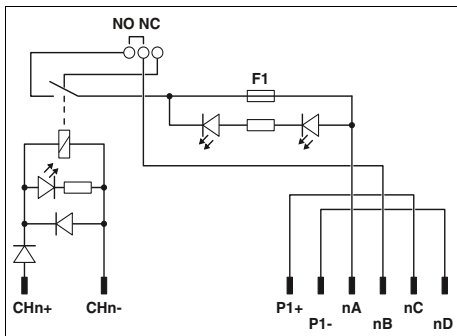 NO NC
F1
CHn+ CHn- P1+ nA nC
P1- nB nD